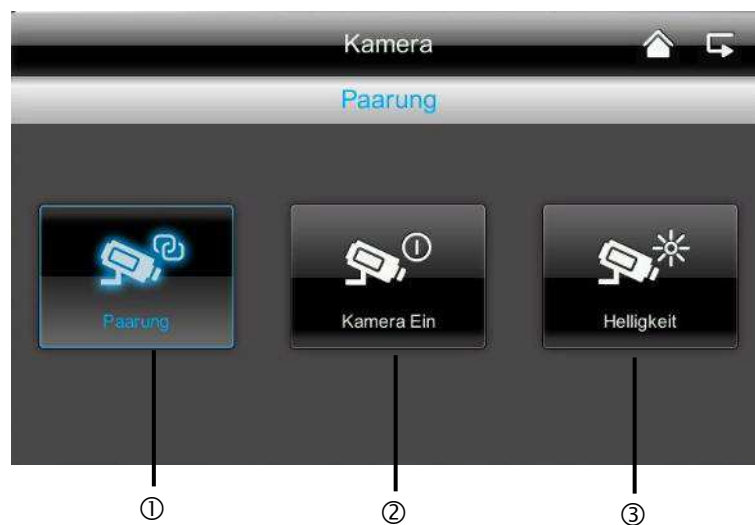 Kamera
Paarung
Paarung Kamera Ein Helligkeit
① ② ③